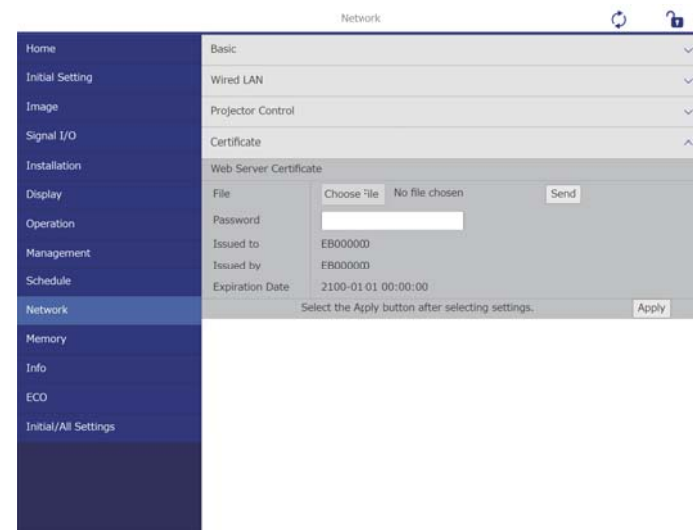 Network
Home
Initial Setting
Image
Signal I/O
Installation
Display
Operation
Management
Schedule
Network
Memory
Info
ECO
Initial/All Settings
Basic
Wired LAN
Projector Control
Certificate
Web Server Certificate
File Choose File No file chosen Send
Password
Issued to EB000000
Issued by EB000000
Expiration Date 2100-01-01 00:00:00
Select the Apply button after selecting settings. Apply